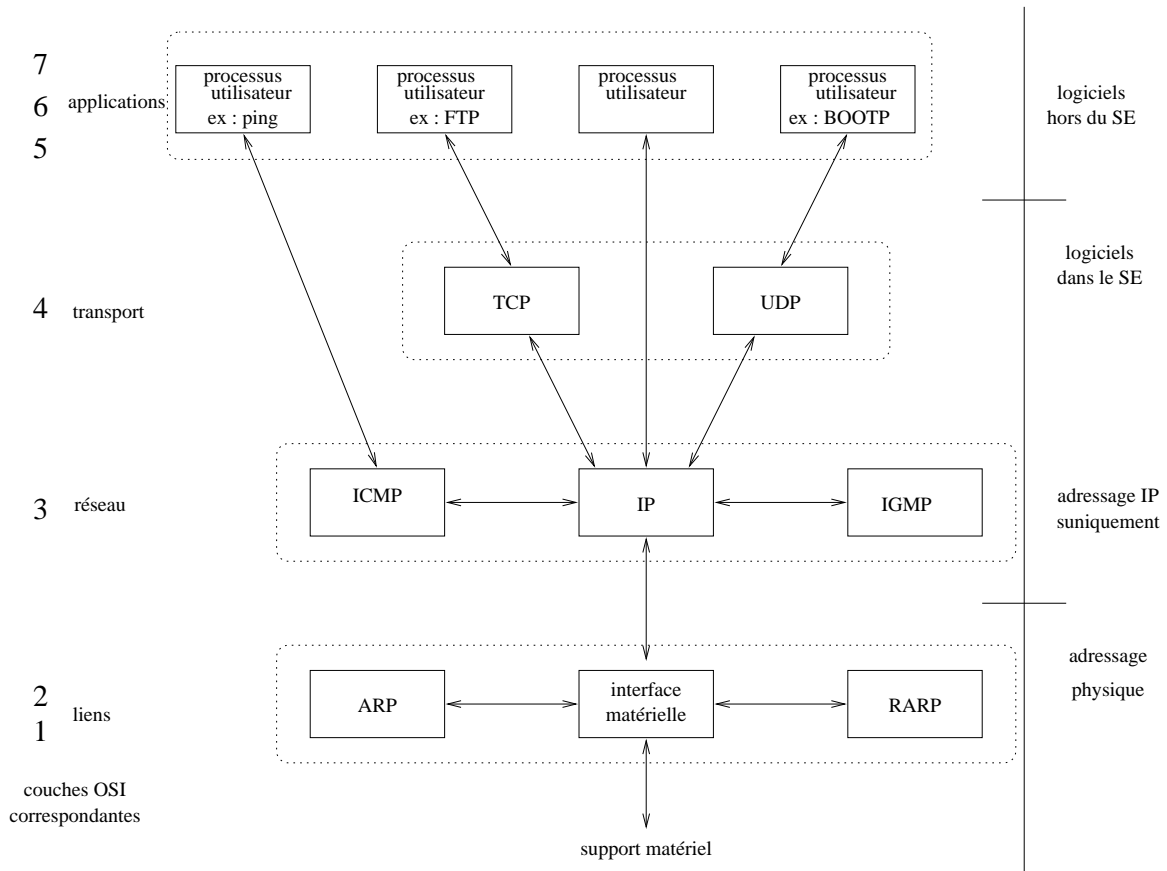 7
6
5
applications
processus
utilisateur
ex : ping
processus
utilisateur
ex : FTP
processus
utilisateur
processus
utilisateur
ex : BOOTP
logiciels
hors du SE
logiciels
dans le SE
4
transport
TCP
UDP
3
réseau
ICMP
IP
IGMP
adressage IP
suniquement
adressage
physique
2
1
liens
ARP
interface
matérielle
RARP
couches OSI
correspondantes
support matériel